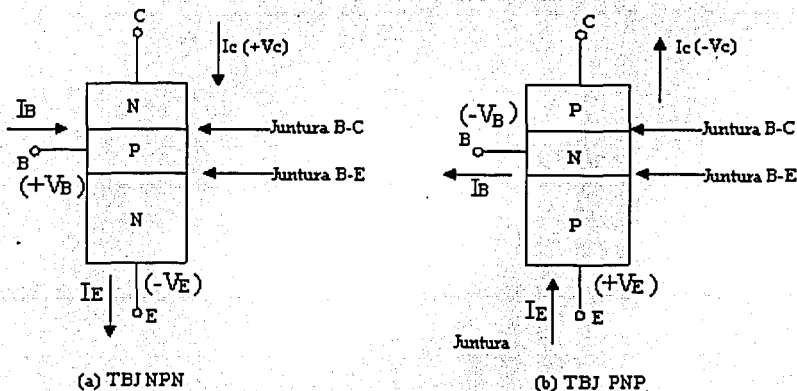 C
Ic (+Vc)
N
IB
Juntura B-C
B
P
(+VB)
Juntura B-E
N
(-VE)
IE
E
(a) TBJ NPN
C
Ic (-Vc)
P
(-VB)
Juntura B-C
B
N
Juntura B-E
IB
P
(+VE)
IE
E
Juntura
(b) TBJ PNP